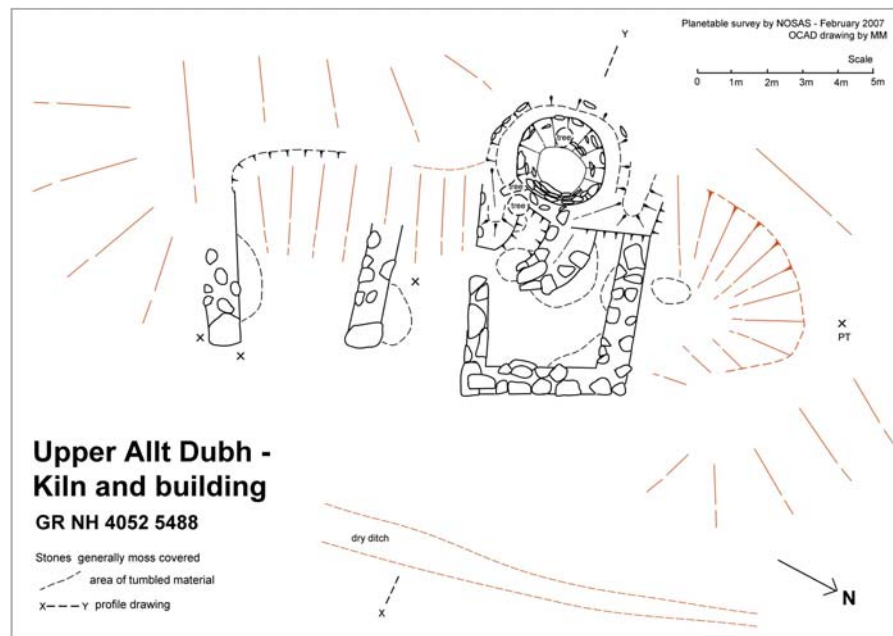 Planetable survey by NOSAS - February 2007
OCAD drawing by MM
Scale
0 1m 2m 3m 4m 5m
Y
tree
tree
tree
X
X
X
X
PT
Upper Allt Dubh -
Kiln and building
GR NH 4052 5488
Stones generally moss covered
area of tumbled material
X Y profile drawing
dry ditch
X
N